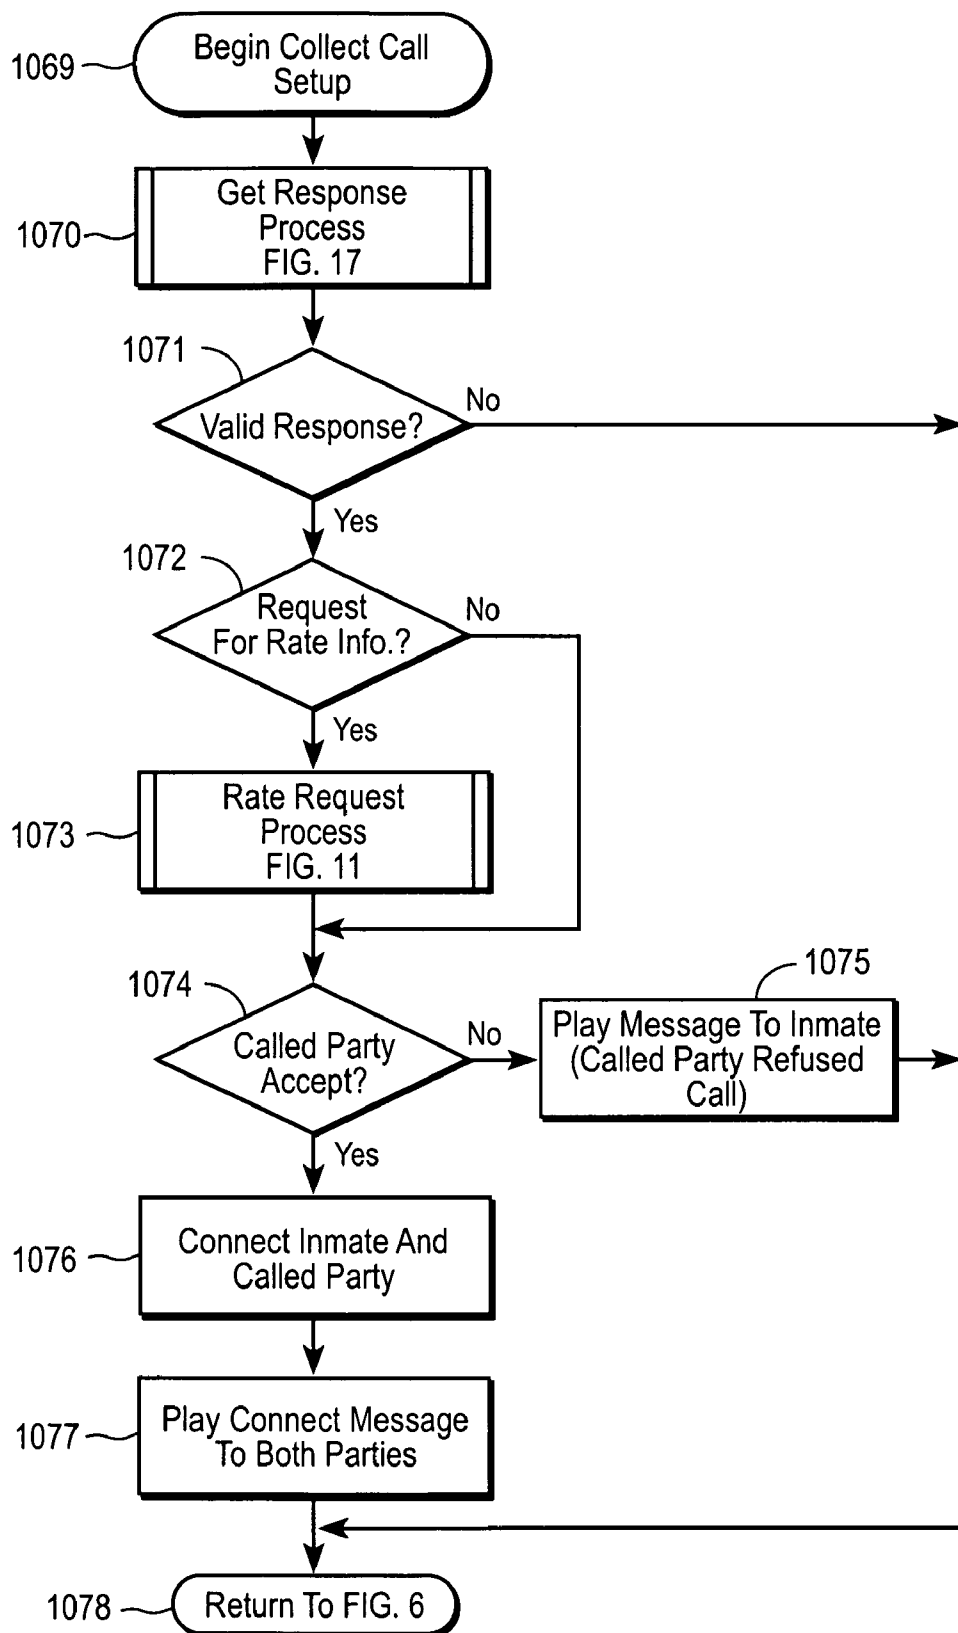 1069
Begin Collect Call
Setup
1070
Get Response
Process
FIG. 17
1071
Valid Response?
No
Yes
1072
Request
For Rate Info.?
No
Yes
1073
Rate Request
Process
FIG. 11
1074
Called Party
Accept?
No
1075
Play Message To Inmate
(Called Party Refused
Call)
Yes
1076
Connect Inmate And
Called Party
1077
Play Connect Message
To Both Parties
1078
Return To FIG. 6